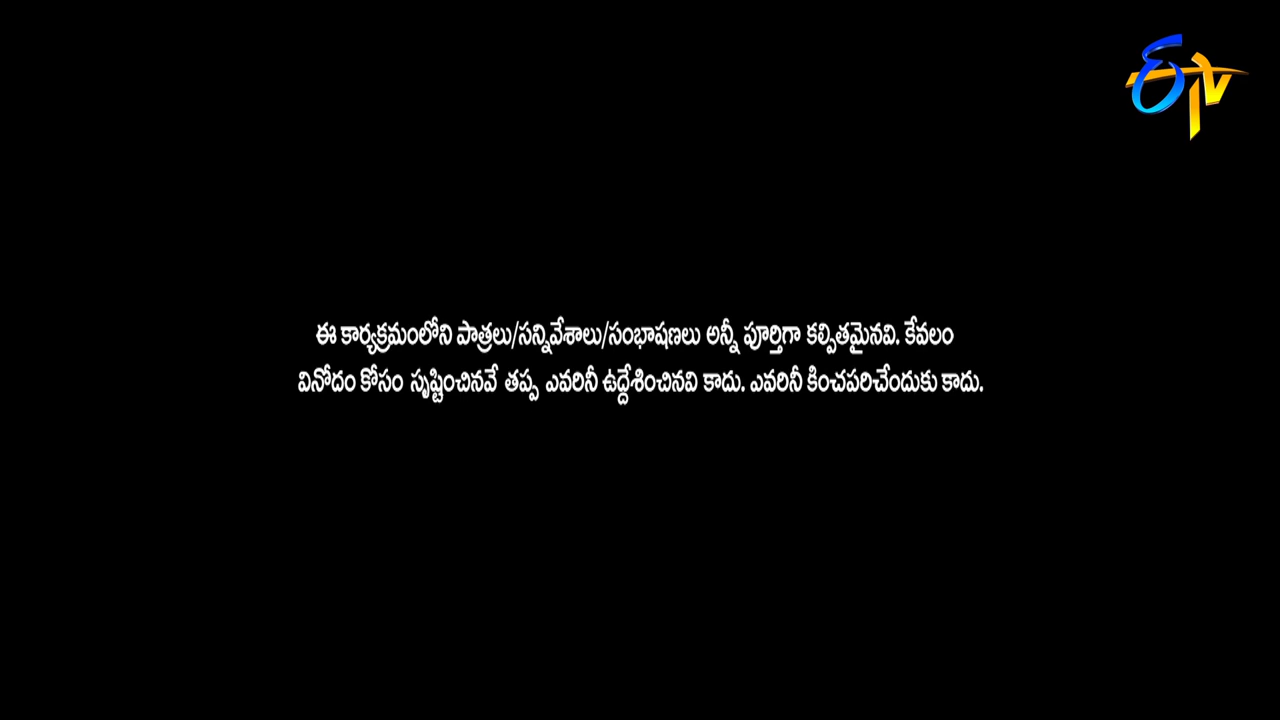 ETV
ఈ కార్యక్రమంలోని పాత్రలు/సన్నివేశాలు/సంభాషణలు అన్నీ పూర్తిగా కల్పితమైనవి. కేవలం
వినోదం కోసం సృష్టించినవే తప్ప ఎవరినీ ఉద్దేశించినవి కాదు. ఎవరినీ కించపరిచేందుకు కాదు.